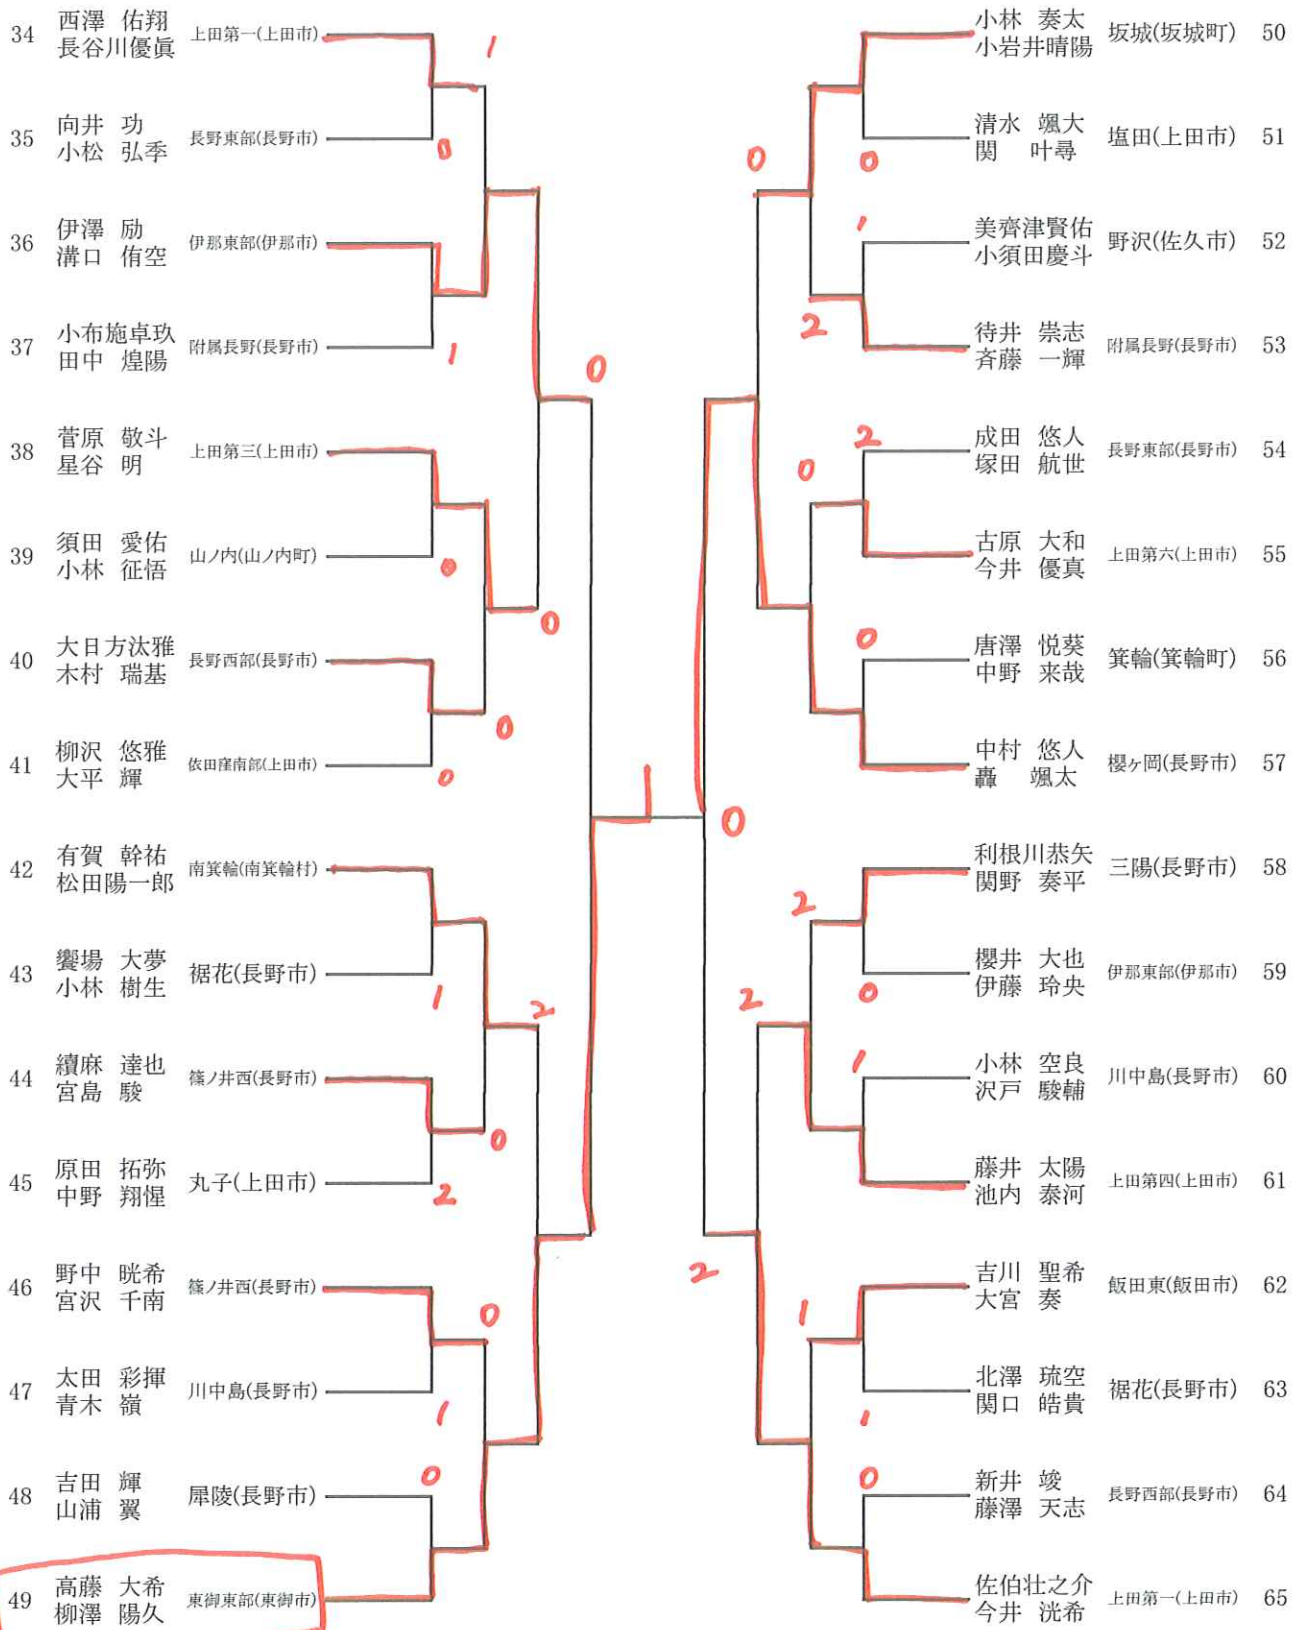 34 西澤 佑翔 長谷川優眞 上田第一(上田市)
1
35 向井 功 小松 弘季 長野東部(長野市)
0
36 伊澤 励 溝口 侑空 伊那東部(伊那市)
37 小布施卓玖 田中 煌陽 附属長野(長野市)
1
0
38 菅原 敬斗 星谷 明 上田第三(上田市)
39 須田 愛佑 小林 征悟 山ノ内(山ノ内町)
0
0
40 大日方汰雅 木村 瑞基 長野西部(長野市)
0
41 柳沢 悠雅 大平 輝 依田窪南部(上田市)
0
42 有賀 幹祐 松田陽一郎 南箕輪(南箕輪村)
43 饗場 大夢 小林 樹生 裾花(長野市)
1
2
44 續麻 達也 宮島 駿 篠ノ井西(長野市)
0
45 原田 拓弥 中野 翔惺 丸子(上田市)
2
46 野中 晄希 宮沢 千南 篠ノ井西(長野市)
0
47 太田 彩揮 青木 嶺 川中島(長野市)
1
0
48 吉田 輝 山浦 翼 犀陵(長野市)
49 高藤 大希 柳澤 陽久 東御東部(東御市)
小林 奏太 小岩井晴陽 坂城(坂城町) 50
清水 颯大 関 叶尋 塩田(上田市) 51
0
0
1
美齊津賢佑 小須田慶斗 野沢(佐久市) 52
2
待井 崇志 斉藤 一輝 附属長野(長野市) 53
2
成田 悠人 塚田 航世 長野東部(長野市) 54
0
古原 大和 今井 優真 上田第六(上田市) 55
0
唐澤 悦葵 中野 来哉 箕輪(箕輪町) 56
中村 悠人 轟 颯太 櫻ヶ岡(長野市) 57
0
利根川恭矢 関野 奏平 三陽(長野市) 58
2
櫻井 大也 伊藤 玲央 伊那東部(伊那市) 59
0
2
1
小林 空良 沢戸 駿輔 川中島(長野市) 60
藤井 太陽 池内 泰河 上田第四(上田市) 61
2
吉川 聖希 大宮 奏 飯田東(飯田市) 62
1
北澤 琉空 関口 皓貴 裾花(長野市) 63
1
0
新井 竣 藤澤 天志 長野西部(長野市) 64
佐伯壮之介 今井 洸希 上田第一(上田市) 65